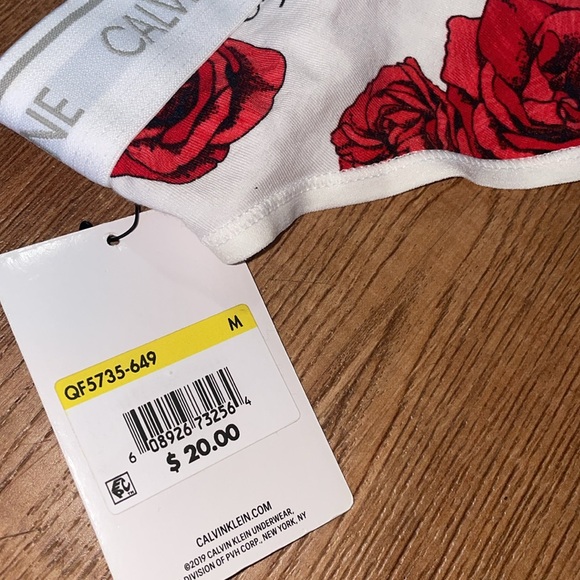 CALV
NE
M
QF5735-649
6 08926 73256 4
$ 20.00
CALVINKLEIN.COM
©2019 CALVIN KLEIN UNDERWEAR,
DIVISION OF PVH CORP., NEW YORK, NY